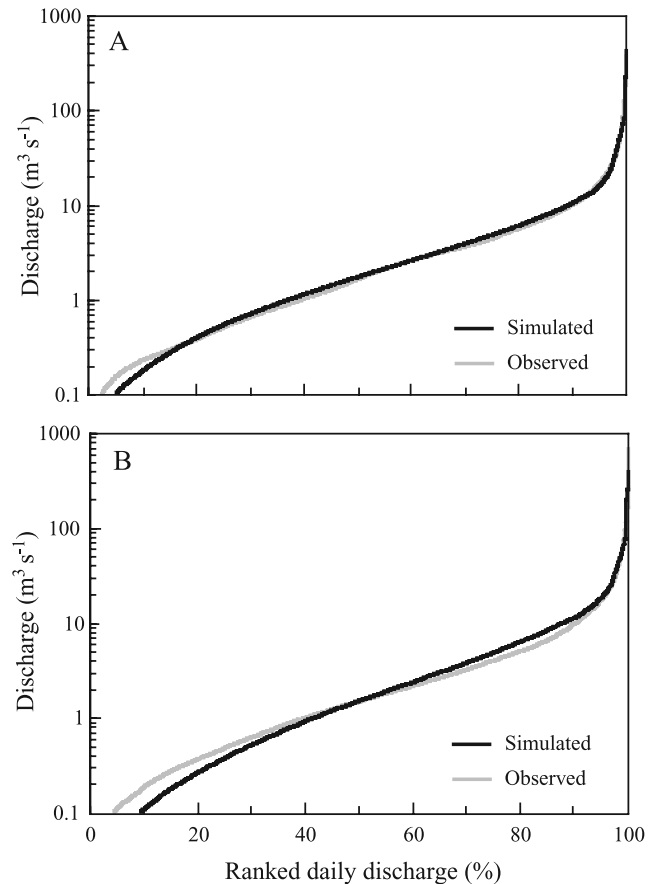 1000
A
100
Discharge (m³ s⁻¹)
10
1
Simulated
Observed
0.1
1000
B
100
Discharge (m³ s⁻¹)
10
1
Simulated
Observed
0.1
0 20 40 60 80 100
Ranked daily discharge (%)